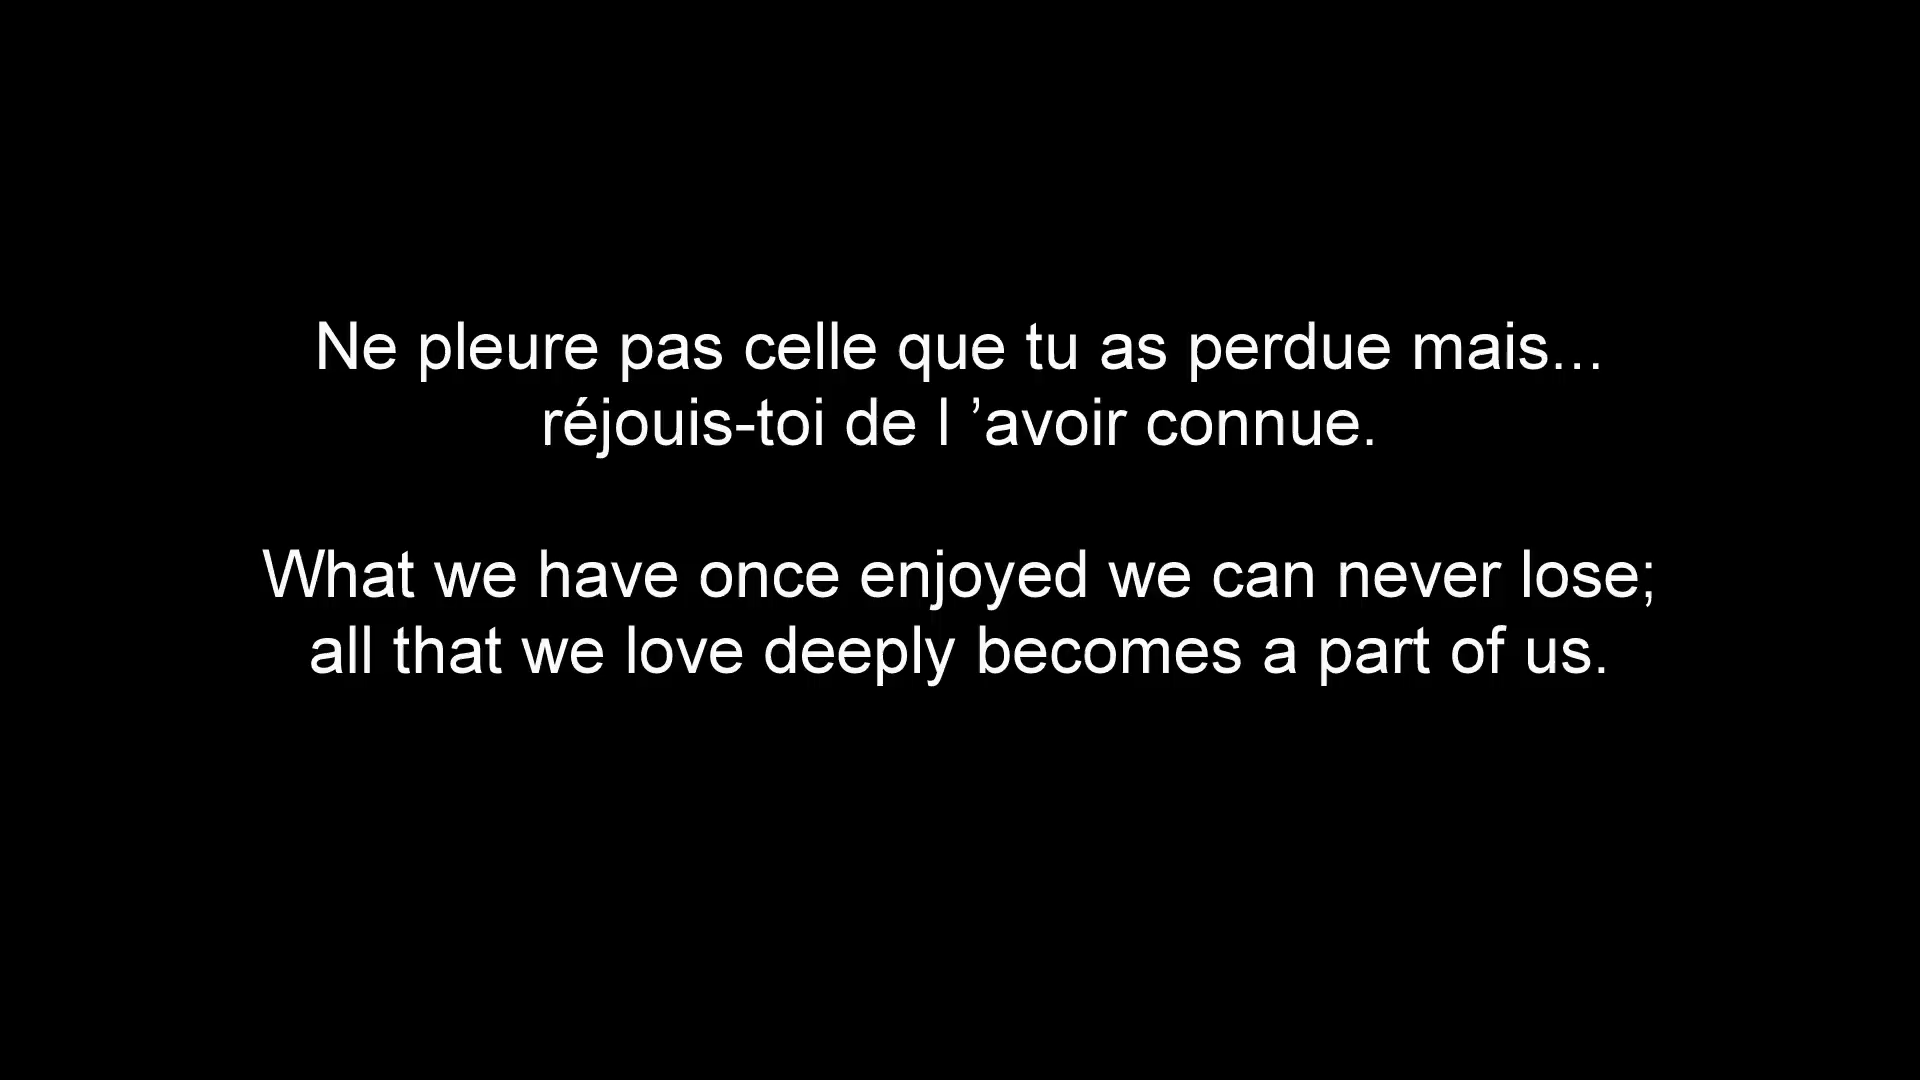 Ne pleure pas celle que tu as perdue mais...
réjouis-toi de l ’avoir connue.
What we have once enjoyed we can never lose;
all that we love deeply becomes a part of us.